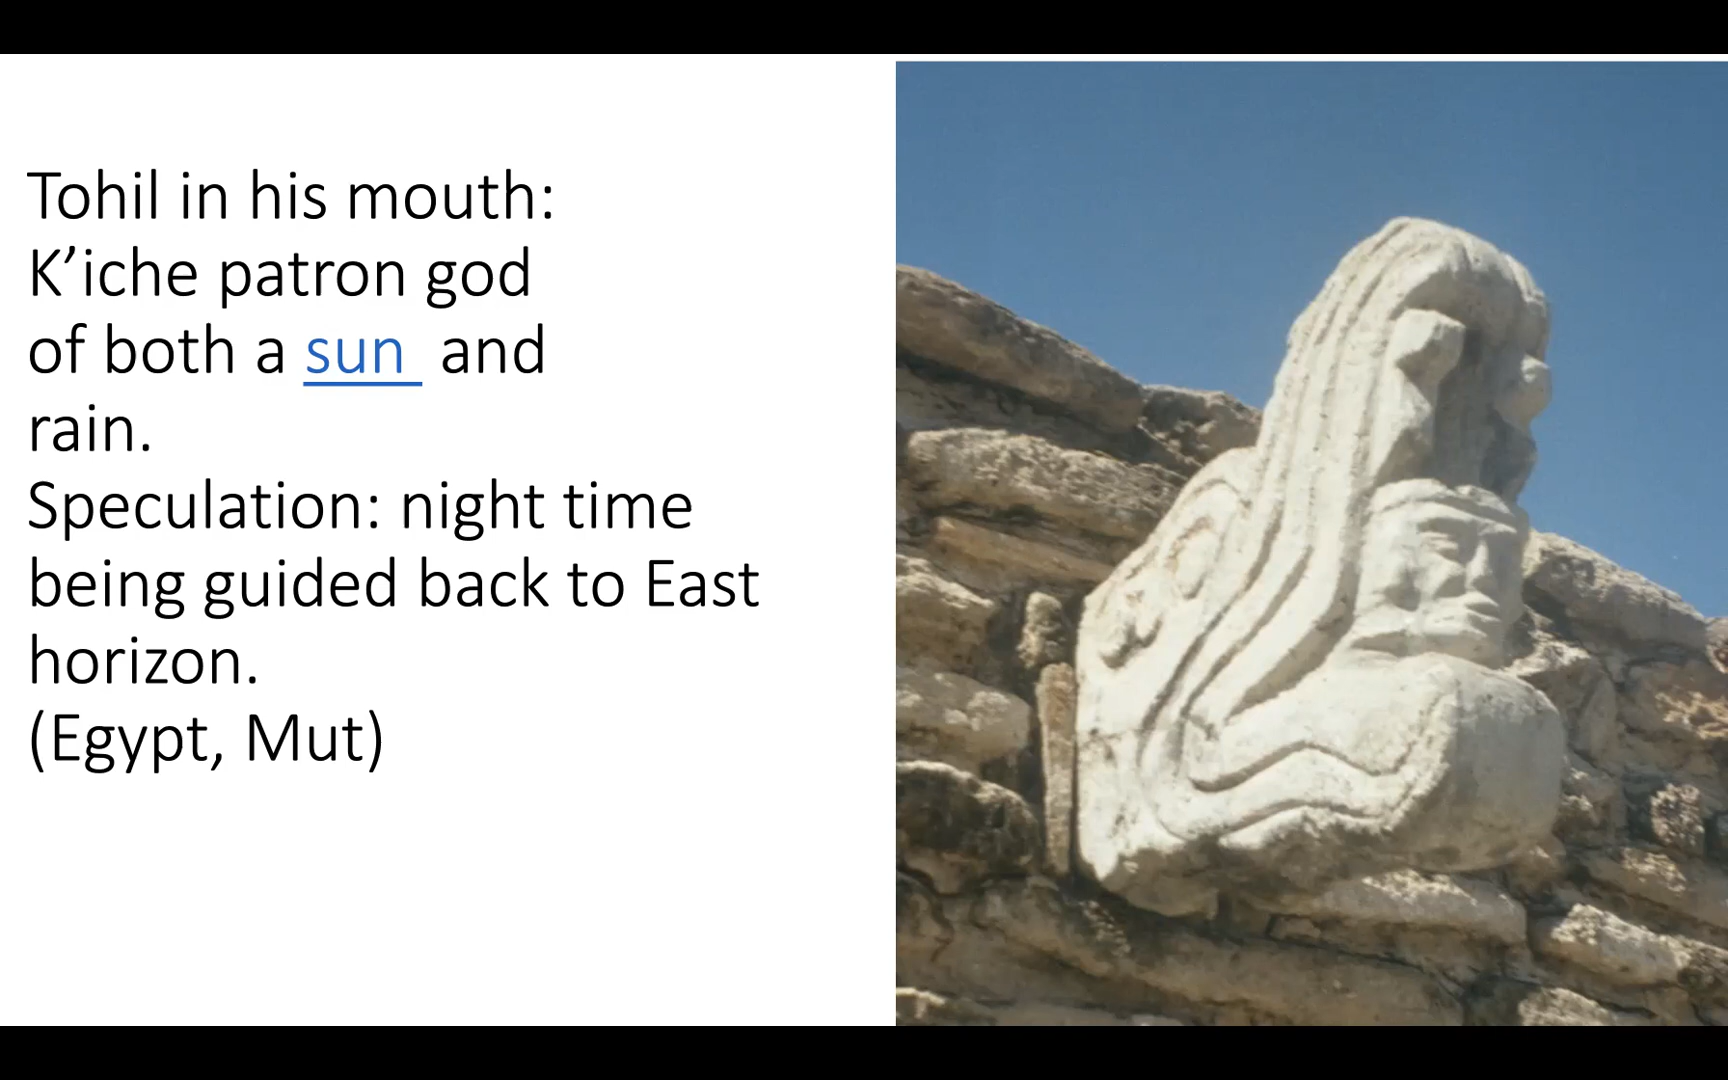 Tohil in his mouth:
K’iche patron god
of both a sun and
rain.
Speculation: night time
being guided back to East
horizon.
(Egypt, Mut)